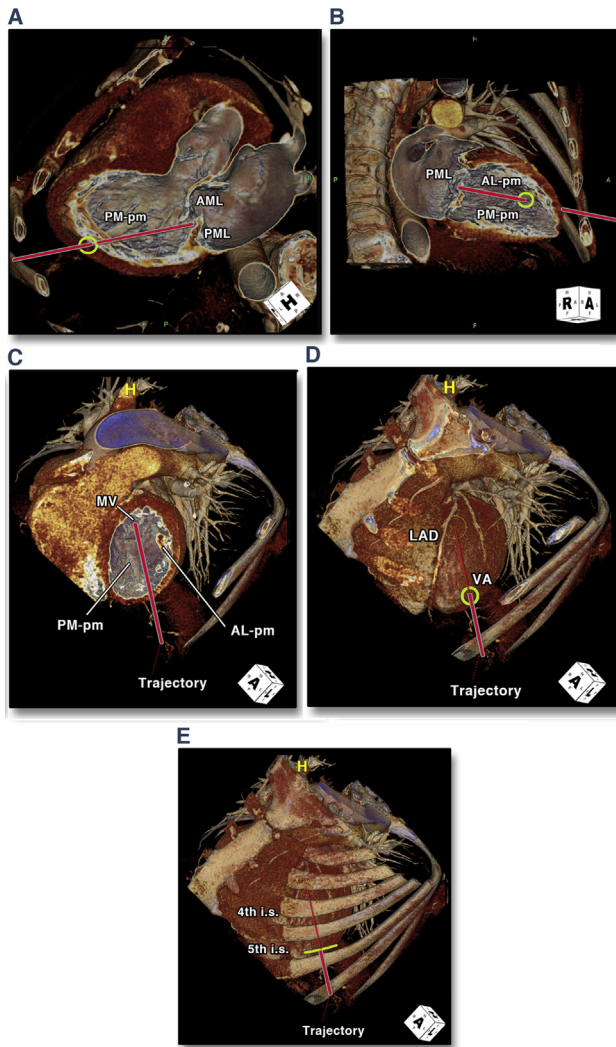 A
B
AML
PM-pm
PML
H
L
P
H
PML
AL-pm
PM-pm
P
A
R A
F
C
D
H
H
MV
LAD
VA
PM-pm
AL-pm
Trajectory
A
Trajectory
A
E
H
4th i.s.
5th i.s.
Trajectory
A